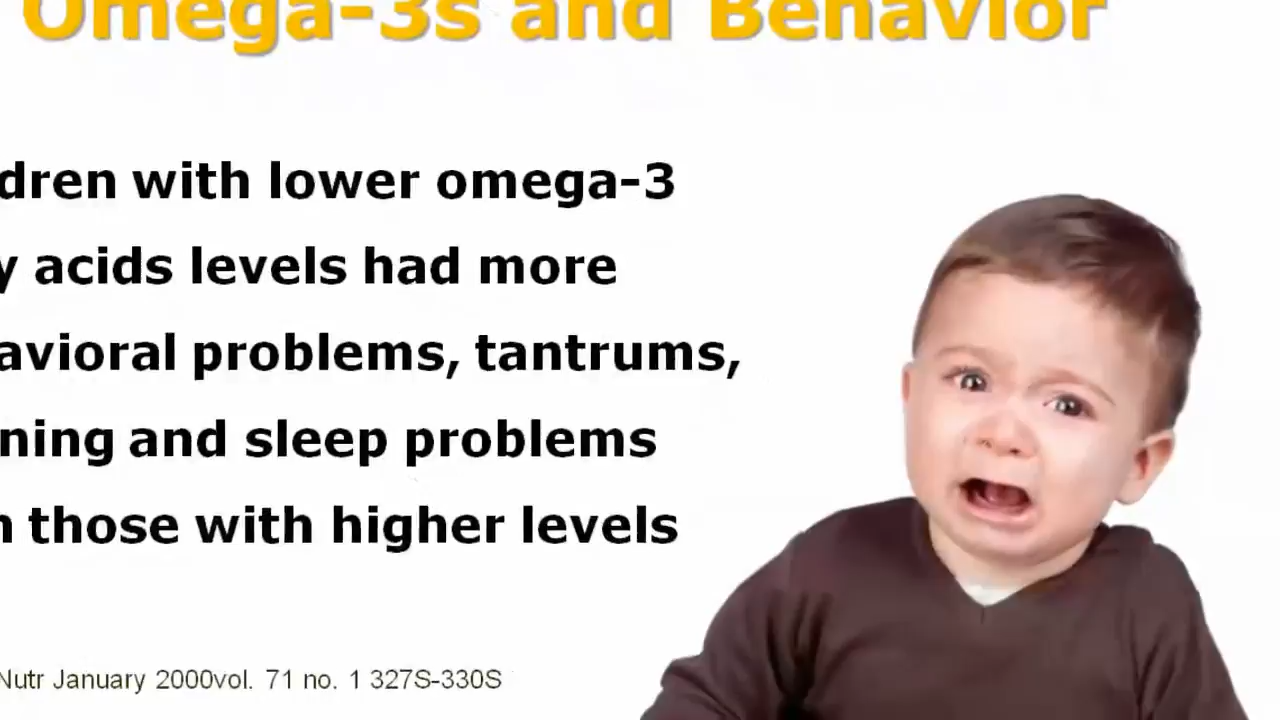 Omega-3s and Behavior
dren with lower omega-3
y acids levels had more
avioral problems, tantrums,
ning and sleep problems
n those with higher levels
Nutr January 2000vol. 71 no. 1 327S-330S